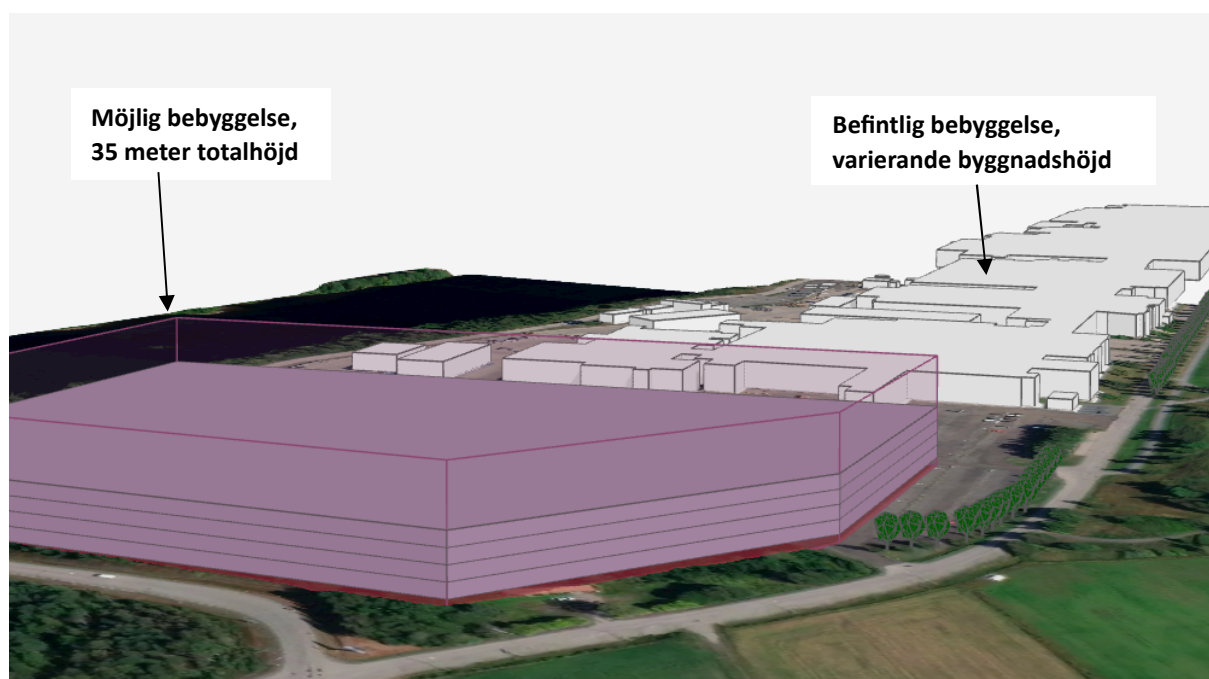 Möjlig bebyggelse,
35 meter totalhöjd
Befintlig bebyggelse,
varierande byggnadshöjd